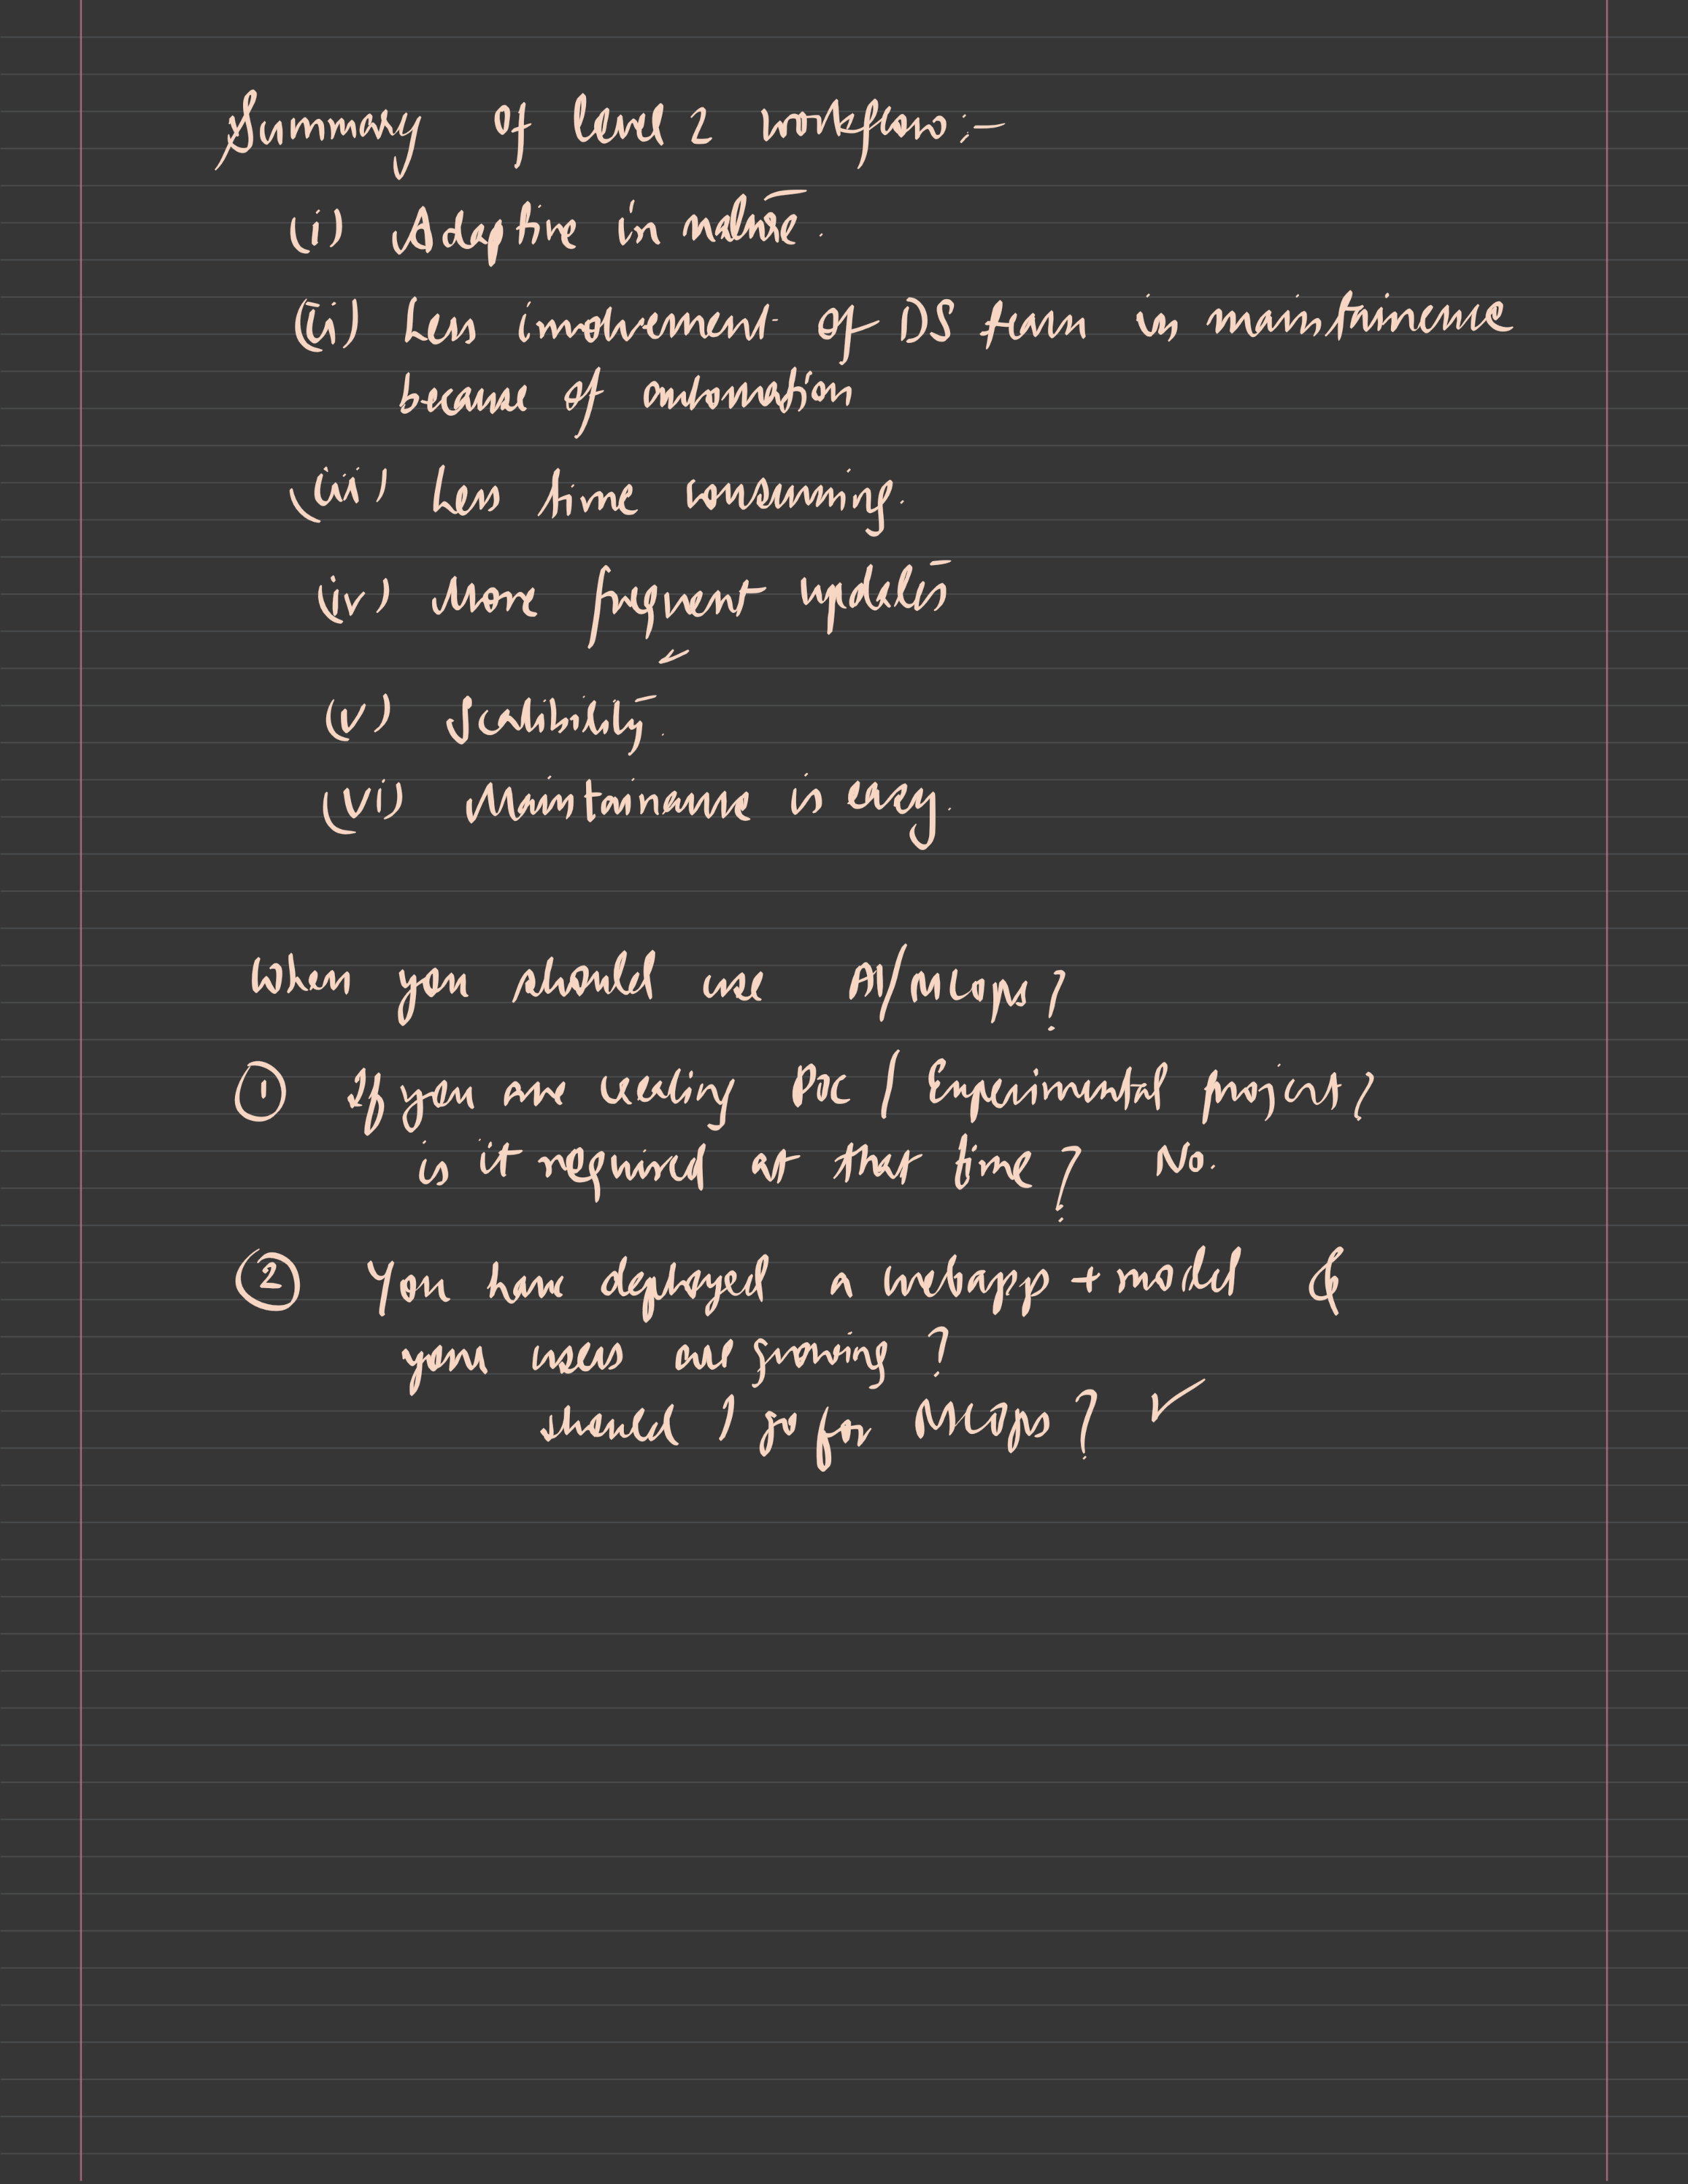 Summary of level 2 workflow :-
(i) Adaptive in nature.
(ii) Less involvement of DS team in maintainence
because of automation
(iii) Less time consuming.
(iv) More frequent updates
(v) Scalibility.
(vi) Maintainence is easy.
When you should use MLOps?
① If you are creating POC / Experimental project;
is it required at that time? No.
② You have deployed a webapp + model &
your users are growing?
should I go for MLOps? ✓